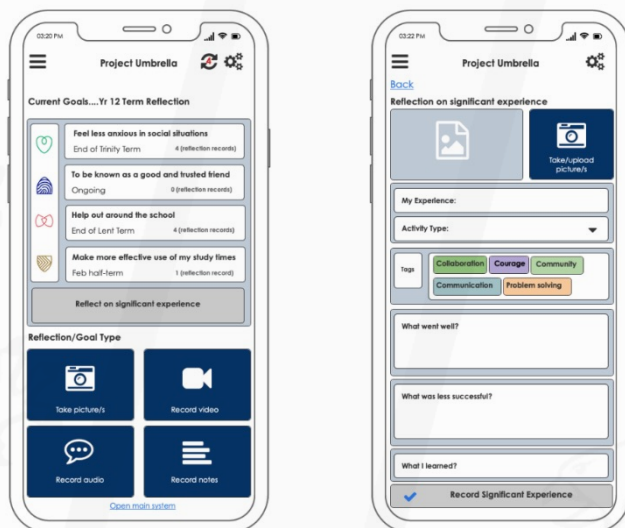 03:20 PM
Project Umbrella
Current Goals....Yr 12 Term Reflection
Feel less anxious in social situations
End of Trinity Term
4 (reflection records)
To be known as a good and trusted friend
Ongoing
0 (reflection records)
Help out around the school
End of Lent Term
4 (reflection records)
Make more effective use of my study times
Feb half-term
1 (reflection record)
Reflect on significant experience
Reflection/Goal Type
Take picture/s
Record video
Record audio
Record notes
Open main system
03:22 PM
Project Umbrella
Back
Reflection on significant experience
Take/upload
picture/s
My Experience:
Activity Type:
Tags
Collaboration
Courage
Community
Communication
Problem solving
What went well?
What was less successful?
What I learned?
Record Significant Experience